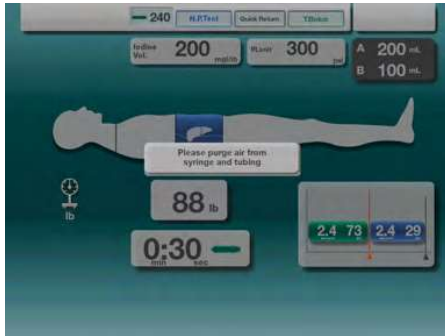 240 N.P.Test Quick Return T.Bolus
Iodine Vol. 200 mgI/lb
P.Limit 300 psi
A 200 mL
B 100 mL
Please purge air from
syringe and tubing
lb
88 lb
0:30
min sec
2.4 73 2.4 29